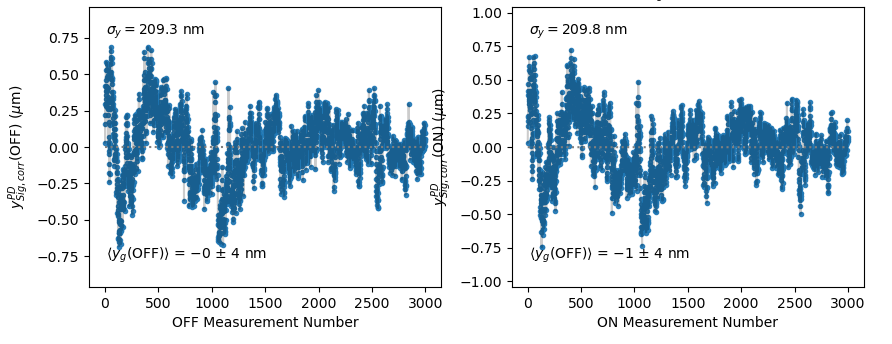 σ_y = 209.3 nm
0.75
0.50
0.25
0.00
−0.25
−0.50
−0.75
y^{PD}_{Sig,corr}(OFF) (μm)
⟨y_g(OFF)⟩ = −0 ± 4 nm
0 500 1000 1500 2000 2500 3000
OFF Measurement Number
σ_y = 209.8 nm
1.00
0.75
0.50
0.25
0.00
−0.25
−0.50
−0.75
−1.00
y^{PD}_{Sig,corr}(ON) (μm)
⟨y_g(OFF)⟩ = −1 ± 4 nm
0 500 1000 1500 2000 2500 3000
ON Measurement Number